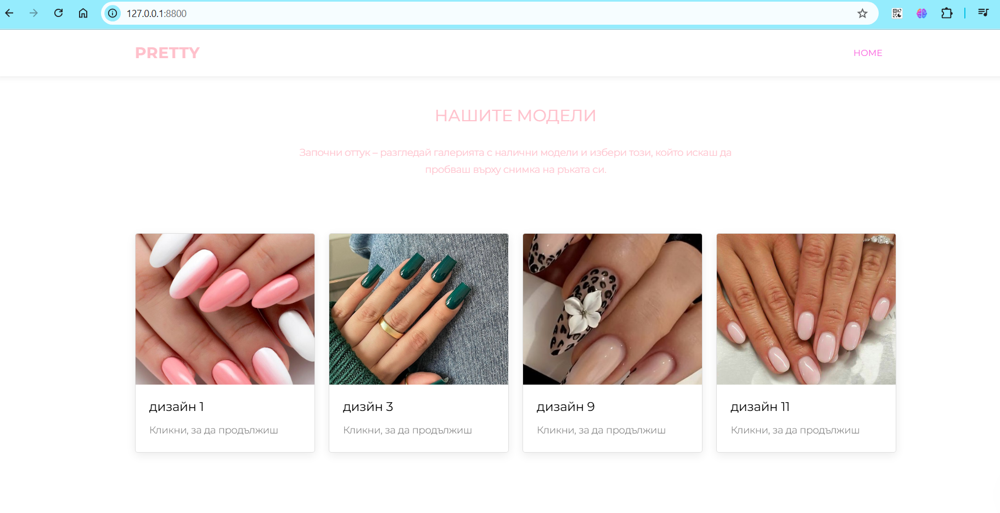 127.0.0.1:8800
PRETTY
HOME
НАШИТЕ МОДЕЛИ
Започни оттук – разгледай галерията с налични модели и избери този, който искаш да
пробваш върху снимка на ръката си.
дизайн 1
Кликни, за да продължиш
дизйн 3
Кликни, за да продължиш
дизайн 9
Кликни, за да продължиш
дизайн 11
Кликни, за да продължиш